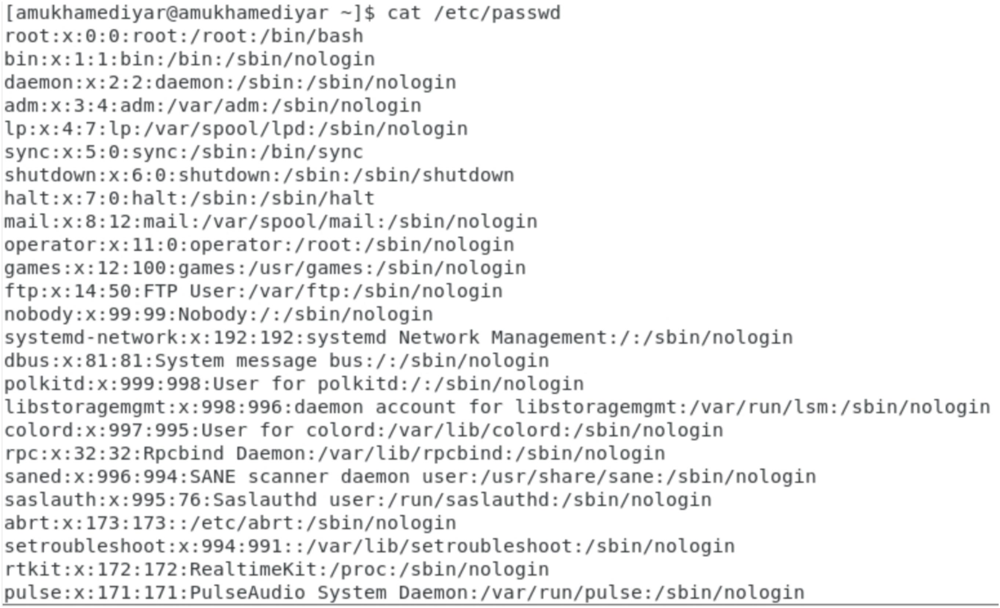 [amukhamediyar@amukhamediyar ~]$ cat /etc/passwd
root:x:0:0:root:/root:/bin/bash
bin:x:1:1:bin:/bin:/sbin/nologin
daemon:x:2:2:daemon:/sbin:/sbin/nologin
adm:x:3:4:adm:/var/adm:/sbin/nologin
lp:x:4:7:lp:/var/spool/lpd:/sbin/nologin
sync:x:5:0:sync:/sbin:/bin/sync
shutdown:x:6:0:shutdown:/sbin:/sbin/shutdown
halt:x:7:0:halt:/sbin:/sbin/halt
mail:x:8:12:mail:/var/spool/mail:/sbin/nologin
operator:x:11:0:operator:/root:/sbin/nologin
games:x:12:100:games:/usr/games:/sbin/nologin
ftp:x:14:50:FTP User:/var/ftp:/sbin/nologin
nobody:x:99:99:Nobody:/:/sbin/nologin
systemd-network:x:192:192:systemd Network Management:/:/sbin/nologin
dbus:x:81:81:System message bus:/:/sbin/nologin
polkitd:x:999:998:User for polkitd:/:/sbin/nologin
libstoragemgmt:x:998:996:daemon account for libstoragemgmt:/var/run/lsm:/sbin/nologin
colord:x:997:995:User for colord:/var/lib/colord:/sbin/nologin
rpc:x:32:32:Rpcbind Daemon:/var/lib/rpcbind:/sbin/nologin
saned:x:996:994:SANE scanner daemon user:/usr/share/sane:/sbin/nologin
saslauth:x:995:76:Saslauthd user:/run/saslauthd:/sbin/nologin
abrt:x:173:173::/etc/abrt:/sbin/nologin
setroubleshoot:x:994:991::/var/lib/setroubleshoot:/sbin/nologin
rtkit:x:172:172:RealtimeKit:/proc:/sbin/nologin
pulse:x:171:171:PulseAudio System Daemon:/var/run/pulse:/sbin/nologin